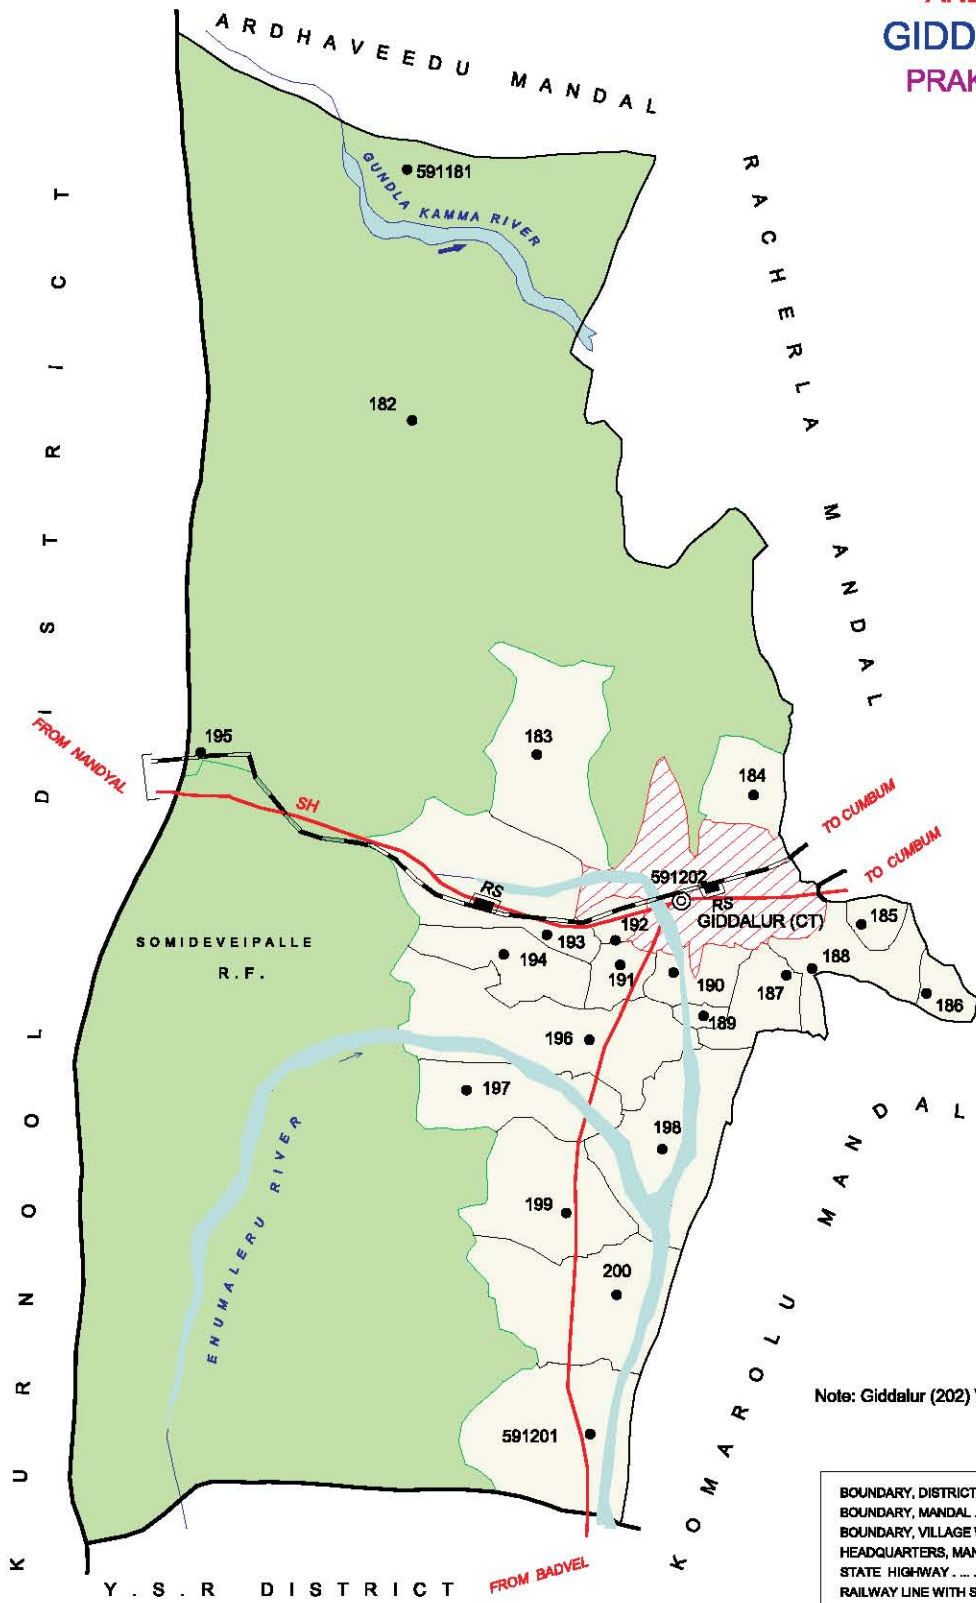 GIDD
PRAK
ARDHAVEEDU MANDAL
591181
GUNDLA KAMMA RIVER
RACHERLA MANDAL
182
KURNOOL DISTRICT
183
195
184
FROM NANDYAL
SH
TO CUMBUM
TO CUMBUM
591202
RS
RS
GIDDALUR (CT)
185
192
193
SOMIDEVEIPALLE
R.F.
194
191
190
188
187
186
189
196
197
198
ENUMALERU RIVER
199
200
KOMAROLU MANDAL
591201
Note: Giddalur (202)
BOUNDARY, DISTRICT
BOUNDARY, MANDAL .
BOUNDARY, VILLAGE
HEADQUARTERS, MAN
STATE HIGHWAY . ... .
RAILWAY LINE WITH S
Y.S.R DISTRICT
FROM BADVEL